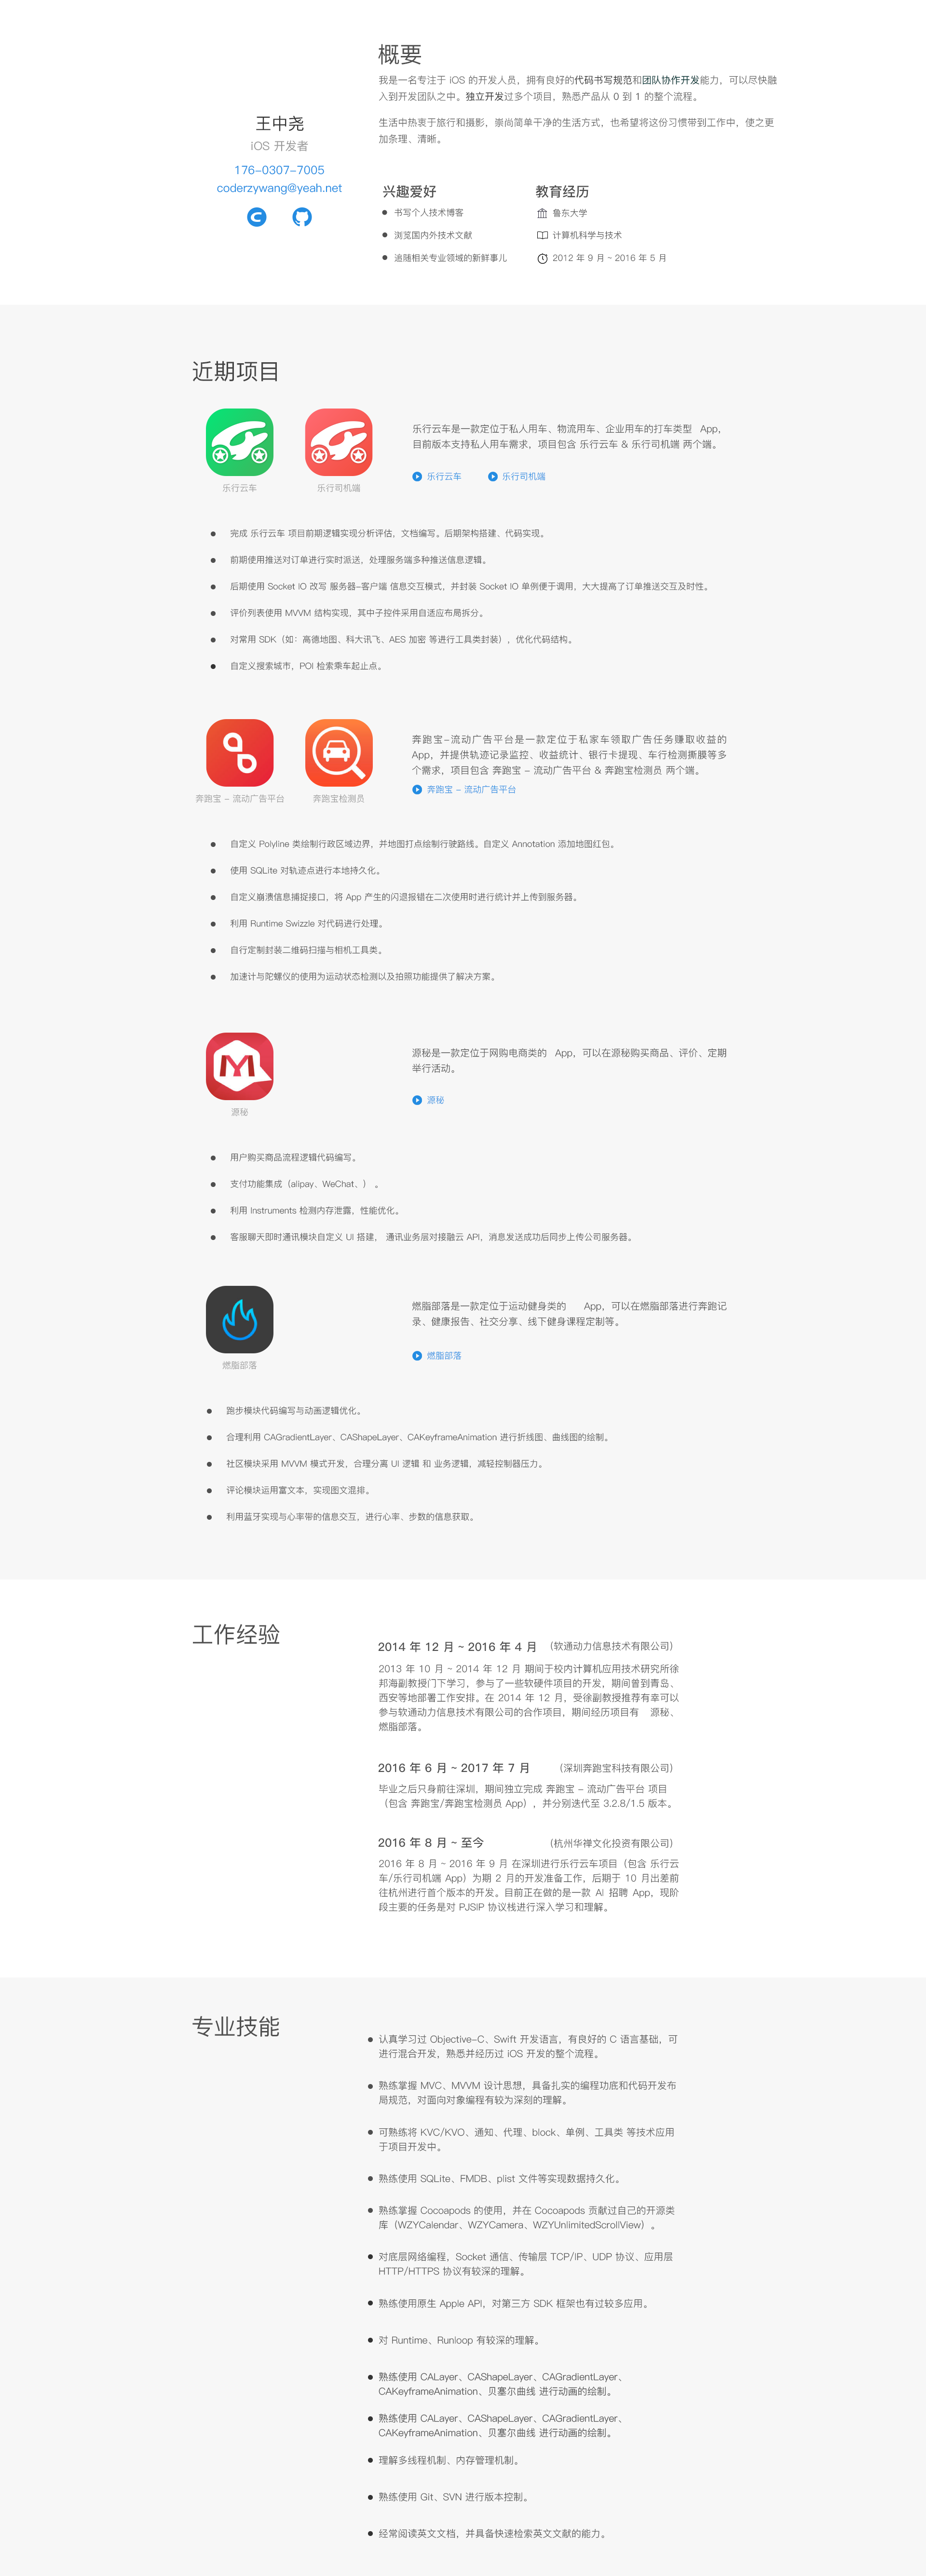 王中尧
iOS 开发者
176-0307-7005
coderzywang@yeah.net
概要
我是一名专注于 iOS 的开发人员，拥有良好的代码书写规范和团队协作开发能力，可以尽快融
入到开发团队之中。独立开发过多个项目，熟悉产品从 0 到 1 的整个流程。
生活中热衷于旅行和摄影，崇尚简单干净的生活方式，也希望将这份习惯带到工作中，使之更
加条理、清晰。
兴趣爱好
书写个人技术博客
浏览国内外技术文献
追随相关专业领域的新鲜事儿
教育经历
鲁东大学
计算机科学与技术
2012 年 9 月 ~ 2016 年 5 月
近期项目
乐行云车
乐行司机端
乐行云车是一款定位于私人用车、物流用车、企业用车的打车类型 App，
目前版本支持私人用车需求，项目包含 乐行云车 & 乐行司机端 两个端。
乐行云车 乐行司机端
完成 乐行云车 项目前期逻辑实现分析评估，文档编写。后期架构搭建、代码实现。
前期使用推送对订单进行实时派送，处理服务端多种推送信息逻辑。
后期使用 Socket IO 改写 服务器-客户端 信息交互模式，并封装 Socket IO 单例便于调用，大大提高了订单推送交互及时性。
评价列表使用 MVVM 结构实现，其中子控件采用自适应布局拆分。
对常用 SDK（如：高德地图、科大讯飞、AES 加密 等进行工具类封装），优化代码结构。
自定义搜索城市，POI 检索乘车起止点。
奔跑宝 - 流动广告平台
奔跑宝检测员
奔跑宝-流动广告平台是一款定位于私家车领取广告任务赚取收益的
App，并提供轨迹记录监控、收益统计、银行卡提现、车行检测撕膜等多
个需求，项目包含 奔跑宝 - 流动广告平台 & 奔跑宝检测员 两个端。
奔跑宝 - 流动广告平台
自定义 Polyline 类绘制行政区域边界，并地图打点绘制行驶路线。自定义 Annotation 添加地图红包。
使用 SQLite 对轨迹点进行本地持久化。
自定义崩溃信息捕捉接口，将 App 产生的闪退报错在二次使用时进行统计并上传到服务器。
利用 Runtime Swizzle 对代码进行处理。
自行定制封装二维码扫描与相机工具类。
加速计与陀螺仪的使用为运动状态检测以及拍照功能提供了解决方案。
源秘
源秘是一款定位于网购电商类的 App，可以在源秘购买商品、评价、定期
举行活动。
源秘
用户购买商品流程逻辑代码编写。
支付功能集成（alipay、WeChat、） 。
利用 Instruments 检测内存泄露，性能优化。
客服聊天即时通讯模块自定义 UI 搭建， 通讯业务层对接融云 API，消息发送成功后同步上传公司服务器。
燃脂部落
燃脂部落是一款定位于运动健身类的 App，可以在燃脂部落进行奔跑记
录、健康报告、社交分享、线下健身课程定制等。
燃脂部落
跑步模块代码编写与动画逻辑优化。
合理利用 CAGradientLayer、CAShapeLayer、CAKeyframeAnimation 进行折线图、曲线图的绘制。
社区模块采用 MVVM 模式开发，合理分离 UI 逻辑 和 业务逻辑，减轻控制器压力。
评论模块运用富文本，实现图文混排。
利用蓝牙实现与心率带的信息交互，进行心率、步数的信息获取。
工作经验
2014 年 12 月 ~ 2016 年 4 月 （软通动力信息技术有限公司）
2013 年 10 月 ~ 2014 年 12 月 期间于校内计算机应用技术研究所徐
邦海副教授门下学习，参与了一些软硬件项目的开发，期间曾到青岛、
西安等地部署工作安排。在 2014 年 12 月，受徐副教授推荐有幸可以
参与软通动力信息技术有限公司的合作项目，期间经历项目有 源秘、
燃脂部落。
2016 年 6 月 ~ 2017 年 7 月 （深圳奔跑宝科技有限公司）
毕业之后只身前往深圳，期间独立完成 奔跑宝 - 流动广告平台 项目
（包含 奔跑宝/奔跑宝检测员 App），并分别迭代至 3.2.8/1.5 版本。
2016 年 8 月 ~ 至今 （杭州华禅文化投资有限公司）
2016 年 8 月 ~ 2016 年 9 月 在深圳进行乐行云车项目（包含 乐行云
车/乐行司机端 App）为期 2 月的开发准备工作，后期于 10 月出差前
往杭州进行首个版本的开发。目前正在做的是一款 AI 招聘 App，现阶
段主要的任务是对 PJSIP 协议栈进行深入学习和理解。
专业技能
认真学习过 Objective-C、Swift 开发语言，有良好的 C 语言基础，可
进行混合开发，熟悉并经历过 iOS 开发的整个流程。
熟练掌握 MVC、MVVM 设计思想，具备扎实的编程功底和代码开发布
局规范，对面向对象编程有较为深刻的理解。
可熟练将 KVC/KVO、通知、代理、block、单例、工具类 等技术应用
于项目开发中。
熟练使用 SQLite、FMDB、plist 文件等实现数据持久化。
熟练掌握 Cocoapods 的使用，并在 Cocoapods 贡献过自己的开源类
库（WZYCalendar、WZYCamera、WZYUnlimitedScrollView）。
对底层网络编程，Socket 通信、传输层 TCP/IP、UDP 协议、应用层
HTTP/HTTPS 协议有较深的理解。
熟练使用原生 Apple API，对第三方 SDK 框架也有过较多应用。
对 Runtime、Runloop 有较深的理解。
熟练使用 CALayer、CAShapeLayer、CAGradientLayer、
CAKeyframeAnimation、贝塞尔曲线 进行动画的绘制。
熟练使用 CALayer、CAShapeLayer、CAGradientLayer、
CAKeyframeAnimation、贝塞尔曲线 进行动画的绘制。
理解多线程机制、内存管理机制。
熟练使用 Git、SVN 进行版本控制。
经常阅读英文文档，并具备快速检索英文文献的能力。